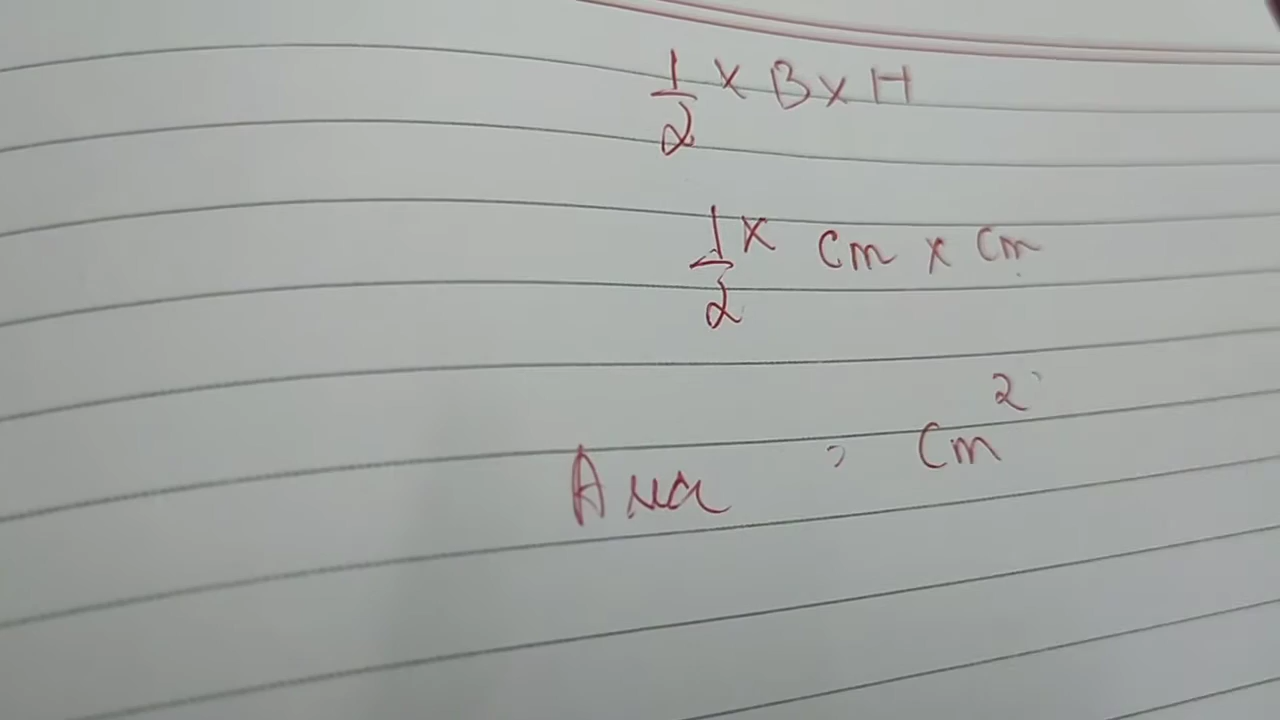 1/2 × B × H
1/2 × Cm × Cm
Area = Cm²